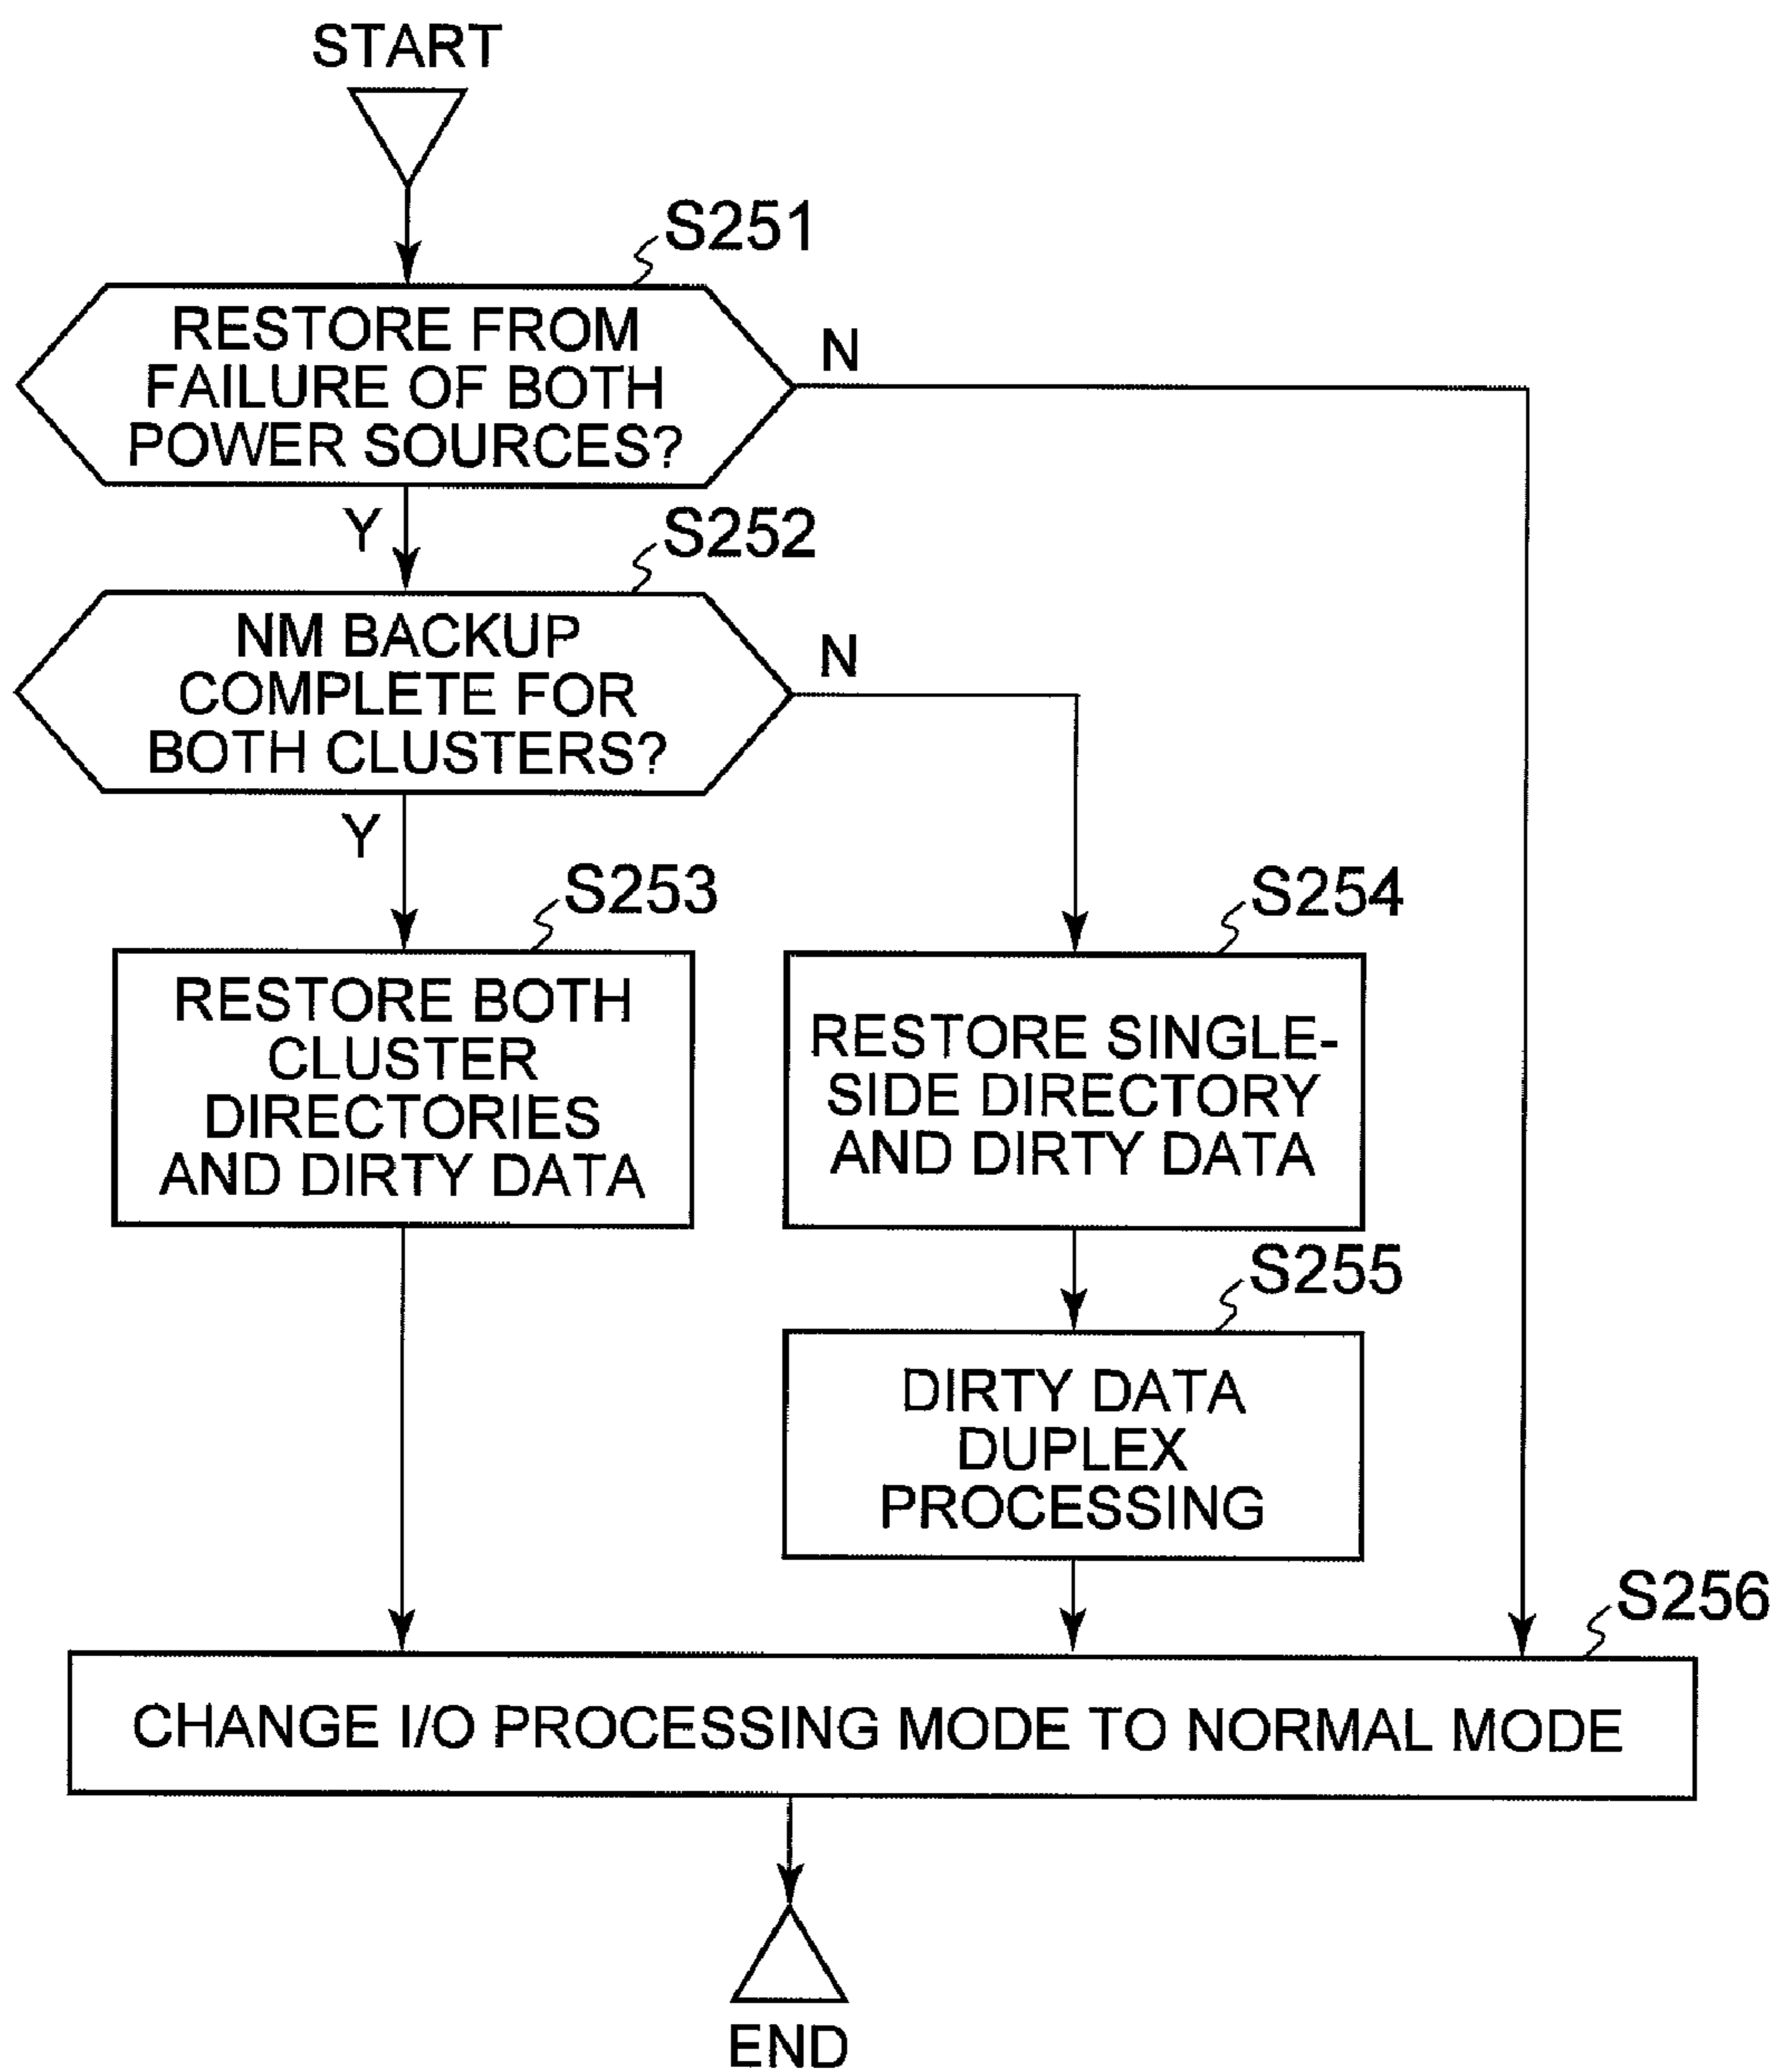 START
S251
RESTORE FROM
FAILURE OF BOTH
POWER SOURCES?
N
Y
S252
NM BACKUP
COMPLETE FOR
BOTH CLUSTERS?
N
Y
S253
RESTORE BOTH
CLUSTER
DIRECTORIES
AND DIRTY DATA
S254
RESTORE SINGLE-
SIDE DIRECTORY
AND DIRTY DATA
S255
DIRTY DATA
DUPLEX
PROCESSING
S256
CHANGE I/O PROCESSING MODE TO NORMAL MODE
END